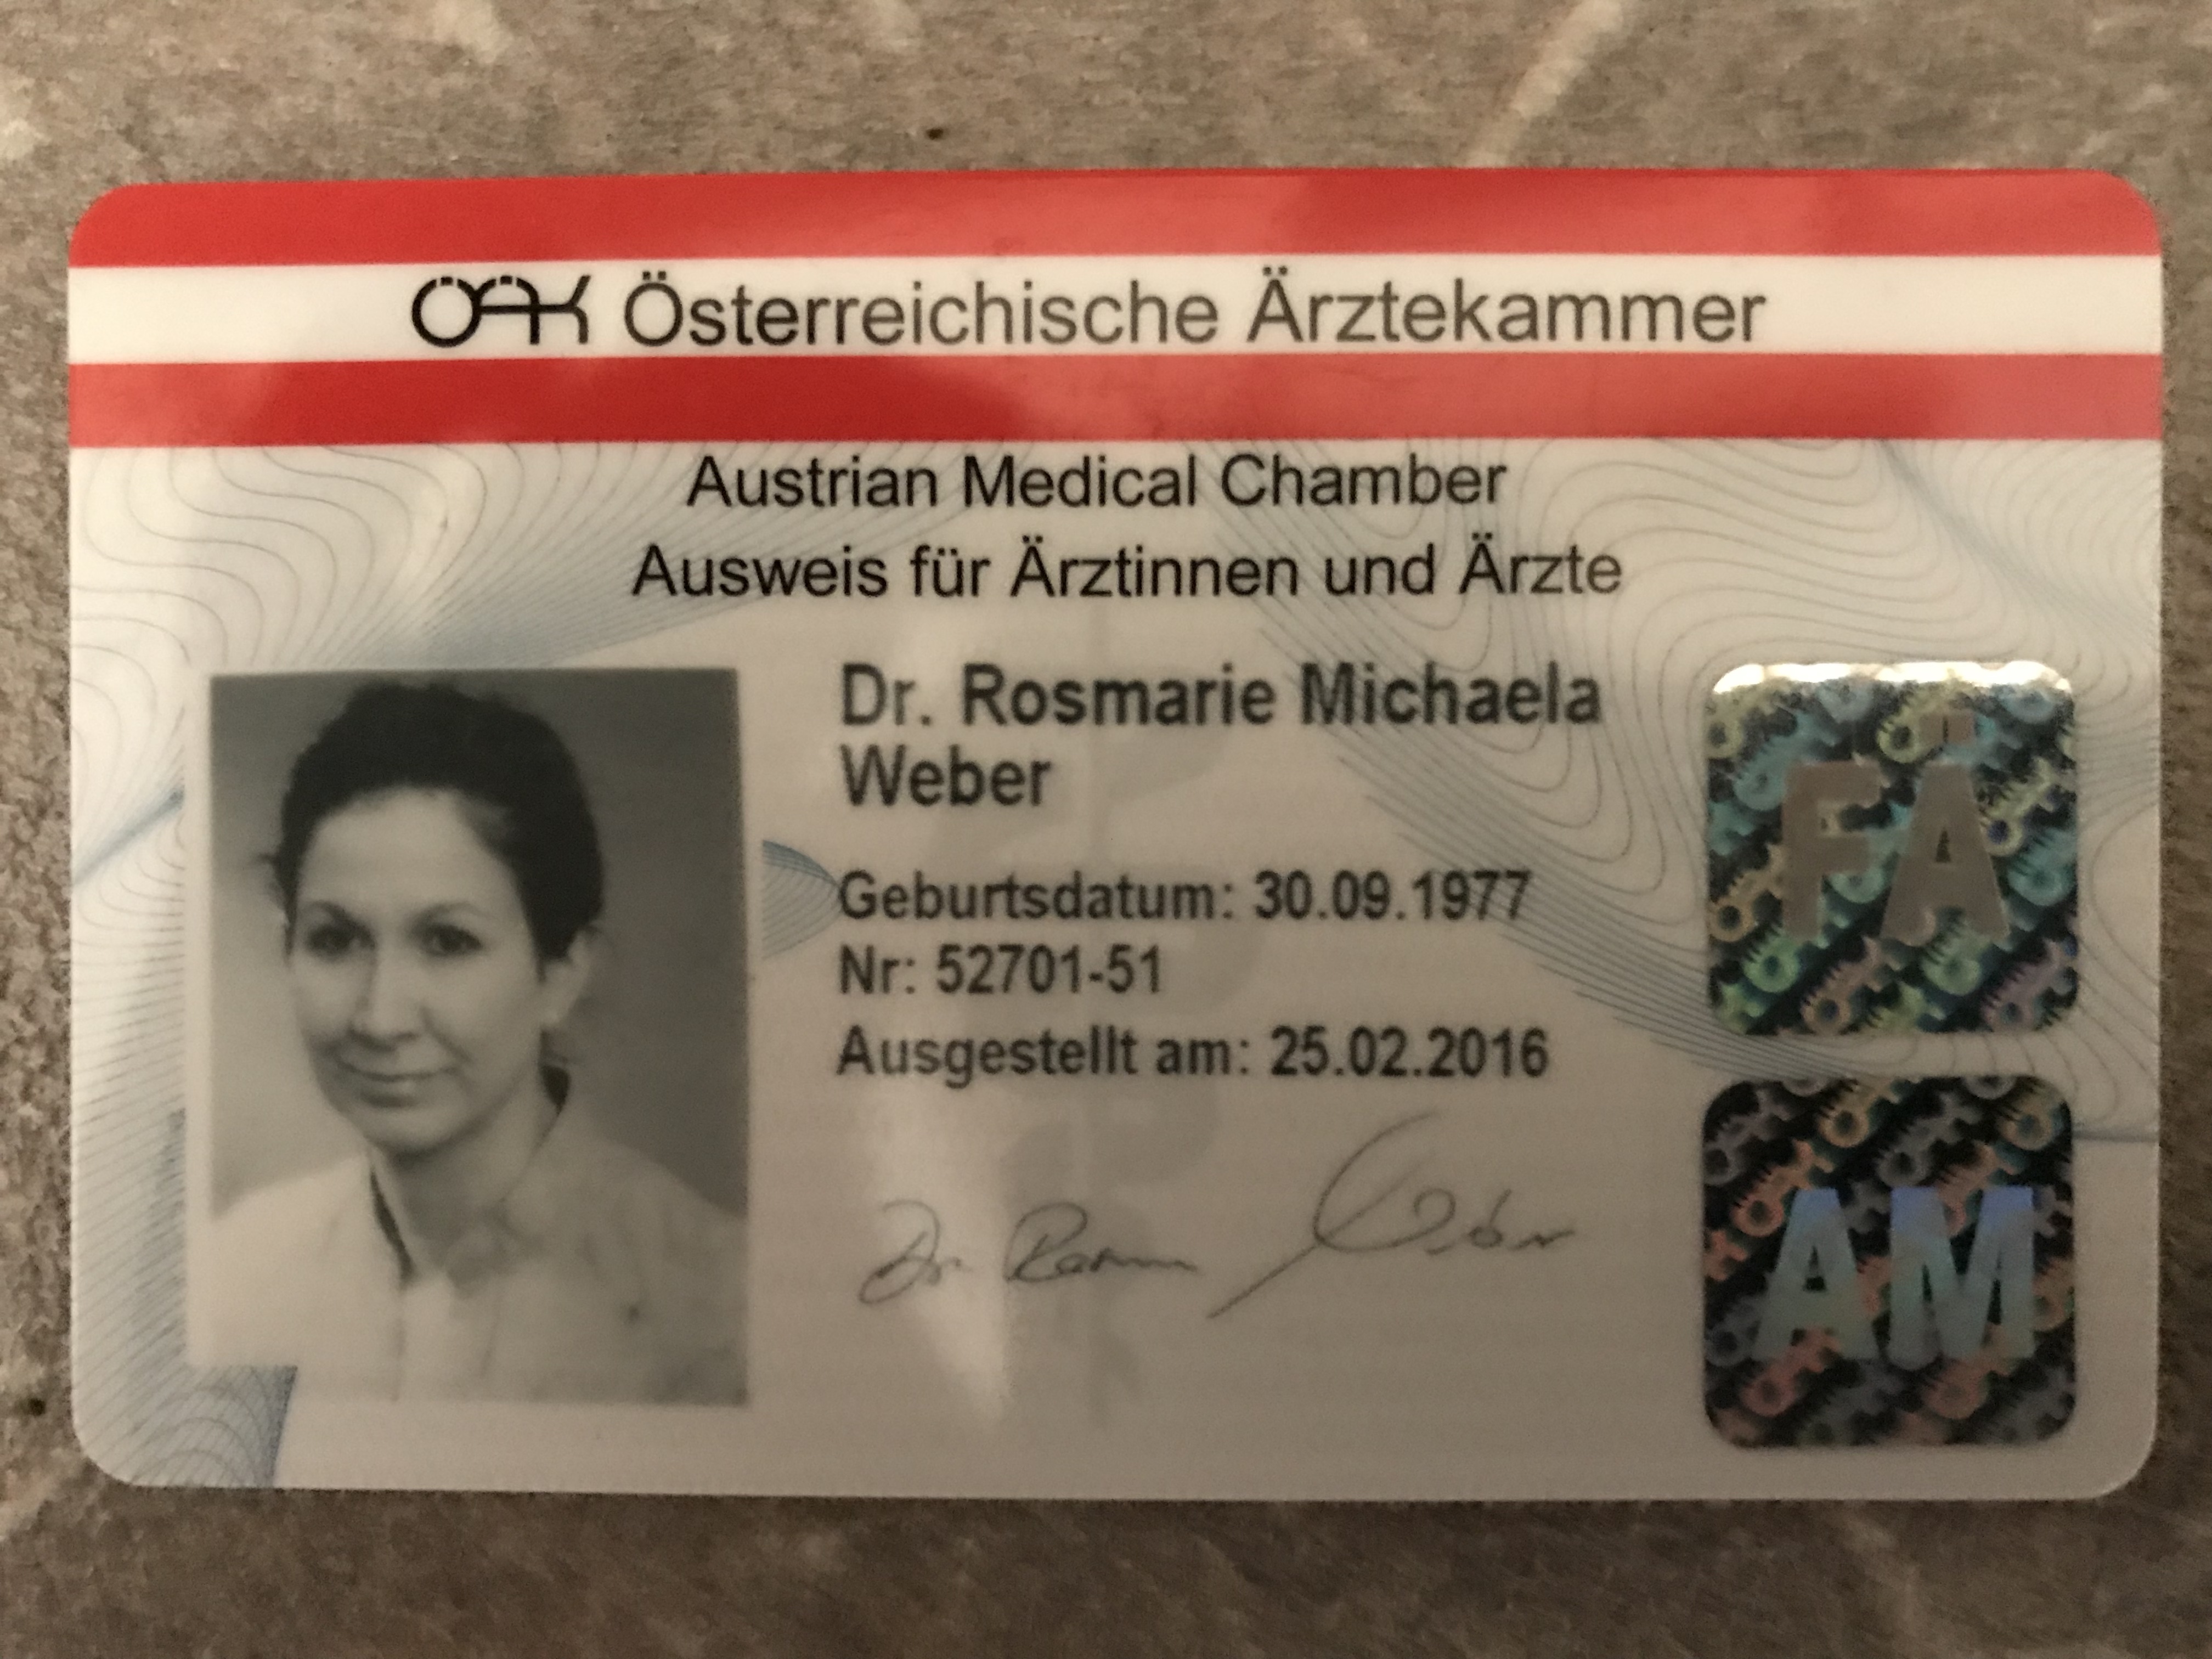 ÖÄK Österreichische Ärztekammer
Austrian Medical Chamber
Ausweis für Ärztinnen und Ärzte
Dr. Rosmarie Michaela
Weber
Geburtsdatum: 30.09.1977
Nr: 52701-51
Ausgestellt am: 25.02.2016
FÄ
AM